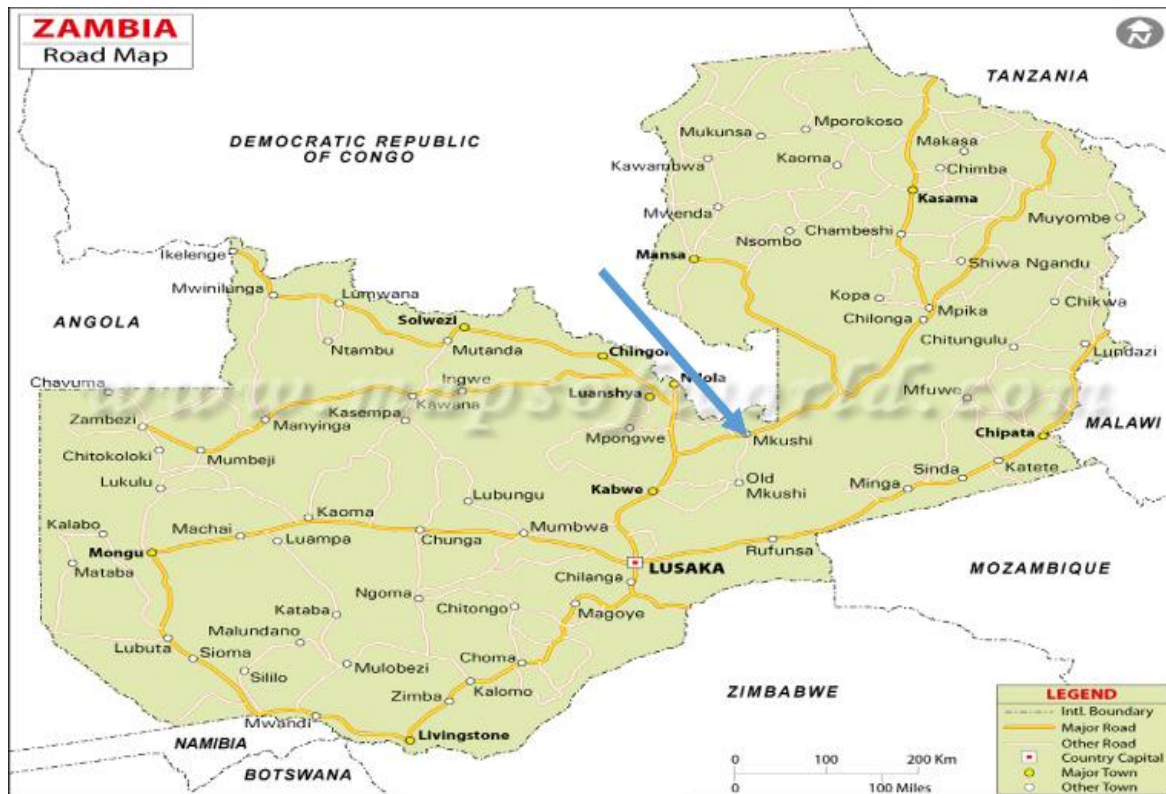 ZAMBIA
Road Map
N
TANZANIA
DEMOCRATIC REPUBLIC
OF CONGO
Mporokoso
Mukunsa
Makasa
Kawambwa
Kaoma
Chimba
Kasama
Mwenda
Muyombe
Nsombo
Chambeshi
Ikelenge
Mansa
Shiwa Ngandu
Mwinilunga
Lumwana
Kopa
Mpika
Chikwa
ANGOLA
Solwezi
Chilonga
Ntambu
Mutanda
Chingol
Chitungulu
Lundazi
Chavuma
Ingwe
Ndola
www.mapsofworld.com
Luanshya
Mfuwe
Zambezi
Kasempa
Kawana
MALAWI
Manyinga
Mpongwe
Mkushi
Chipata
Chitokoloki
Mumbeji
Sinda
Katete
Lukulu
Lubungu
Kabwe
Old
Mkushi
Minga
Kalabo
Kaoma
Machai
Mumbwa
Mongu
Luampa
Chunga
Rufunsa
Mataba
LUSAKA
MOZAMBIQUE
Chilanga
Ngoma
Chitongo
Kataba
Magoye
Malundano
Lubuta
Sioma
Choma
Mulobezi
Sililo
Kalomo
Zimba
ZIMBABWE
Mwandi
Livingstone
NAMIBIA
BOTSWANA
0 100 200 Km
0 100 Miles
LEGEND
Intl. Boundary
Major Road
Other Road
Country Capital
Major Town
Other Town